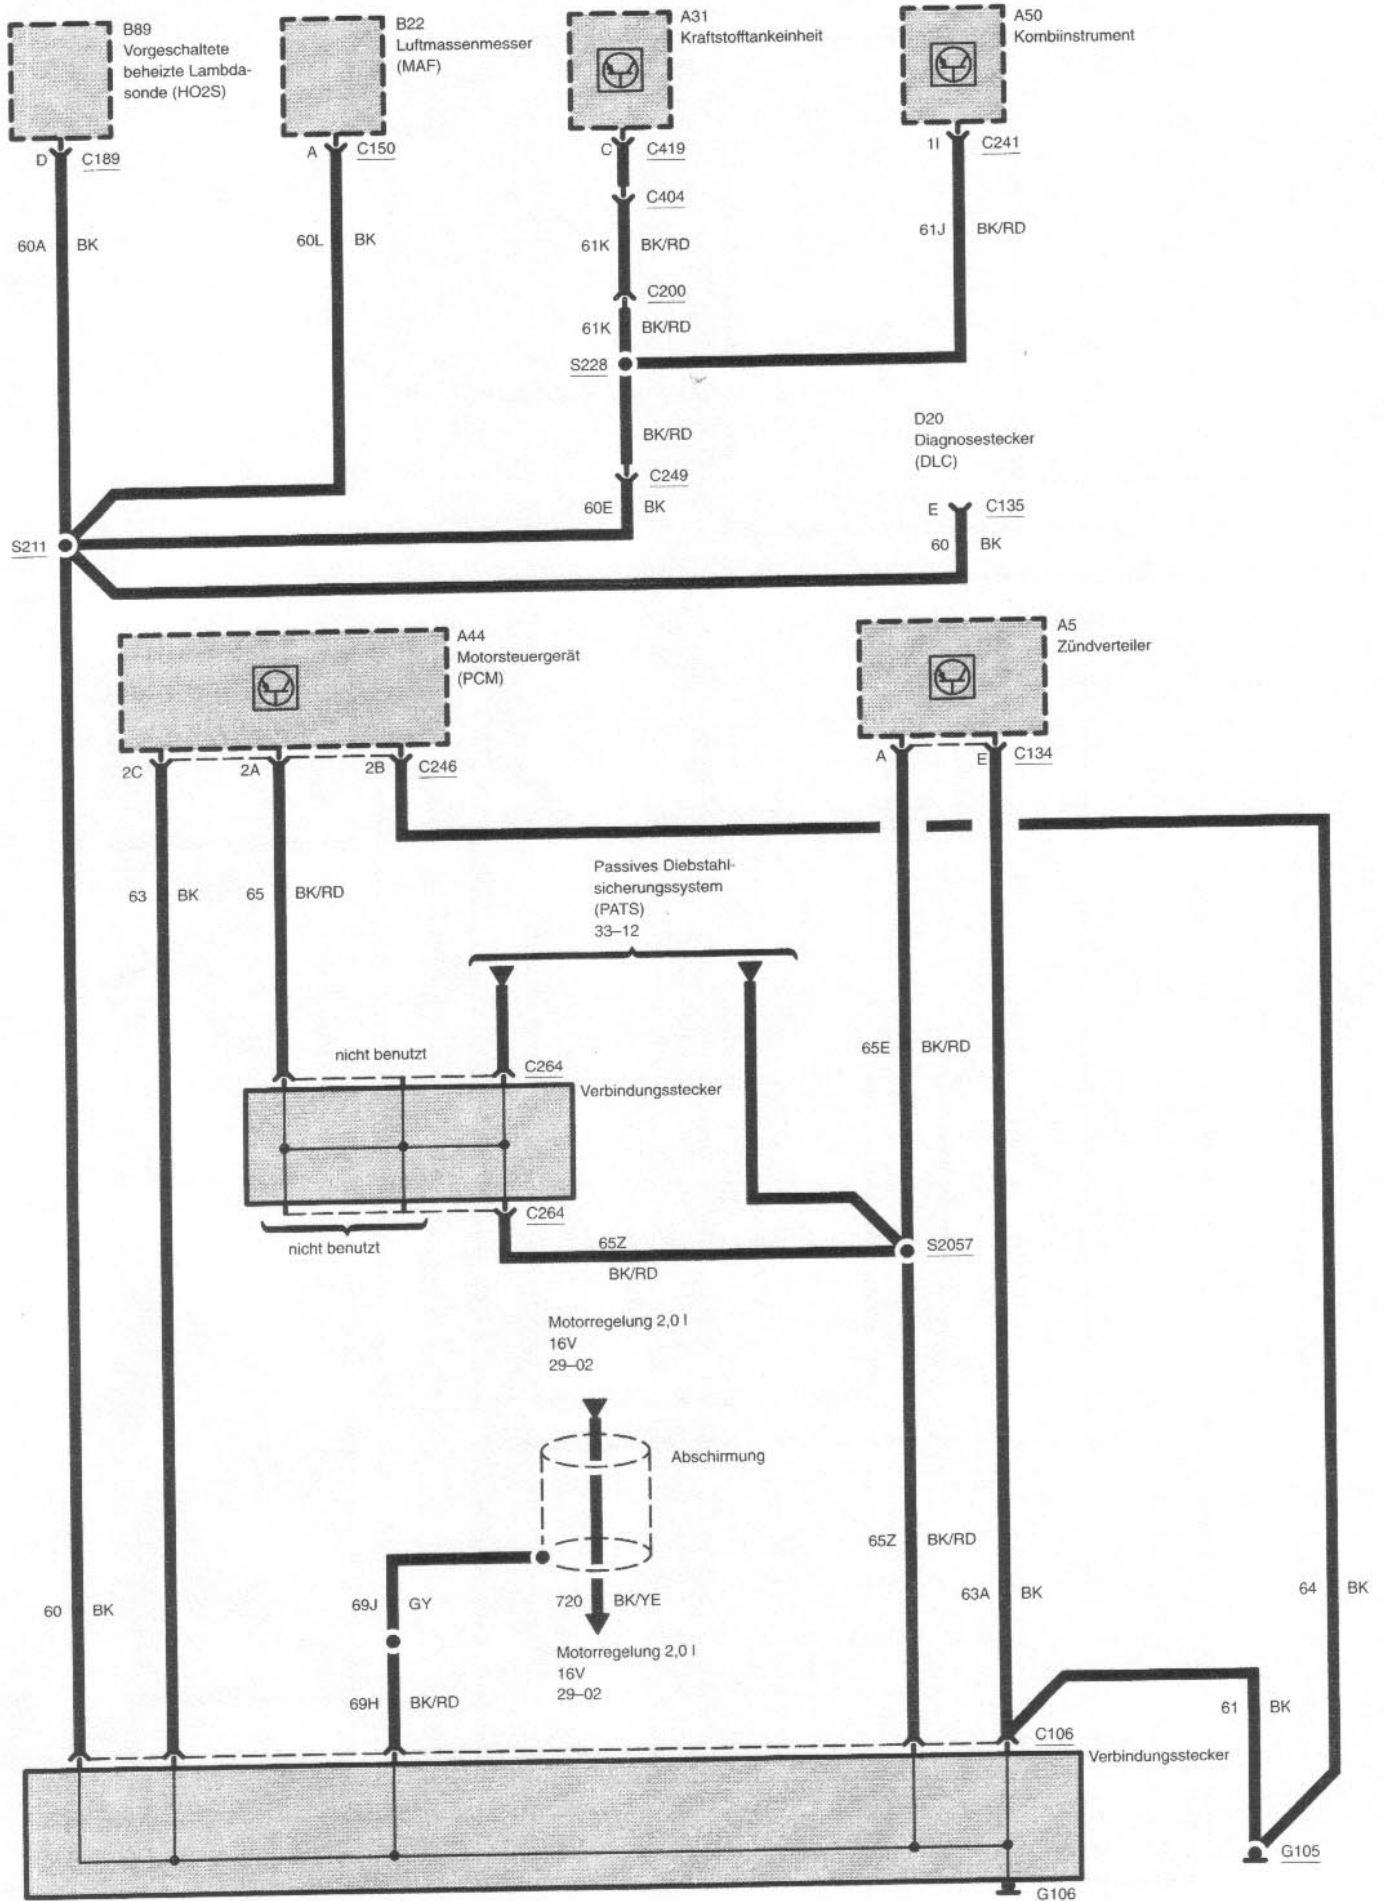 B89
Vorgeschaltete
beheizte Lambda-
sonde (HO2S)
B22
Luftmassenmesser
(MAF)
A31
Kraftstofftankeinheit
A50
Kombiinstrument
D C189
A C150
C C419
1I C241
C404
60A BK
60L BK
61K BK/RD
61J BK/RD
C200
61K BK/RD
S228
D20
Diagnosestecker
(DLC)
BK/RD
C249
60E BK
E C135
60 BK
S211
A44
Motorsteuergerät
(PCM)
A5
Zündverteiler
2C 2A 2B C246
A E C134
63 BK
65 BK/RD
Passives Diebstahl-
sicherungssystem
(PATS)
33–12
65E BK/RD
nicht benutzt
C264
Verbindungsstecker
C264
nicht benutzt
65Z
BK/RD
S2057
Motorregelung 2,0 l
16V
29–02
Abschirmung
65Z BK/RD
63A BK
64 BK
60 BK
69J GY
720 BK/YE
Motorregelung 2,0 l
16V
29–02
69H BK/RD
61 BK
C106
Verbindungsstecker
G105
G106